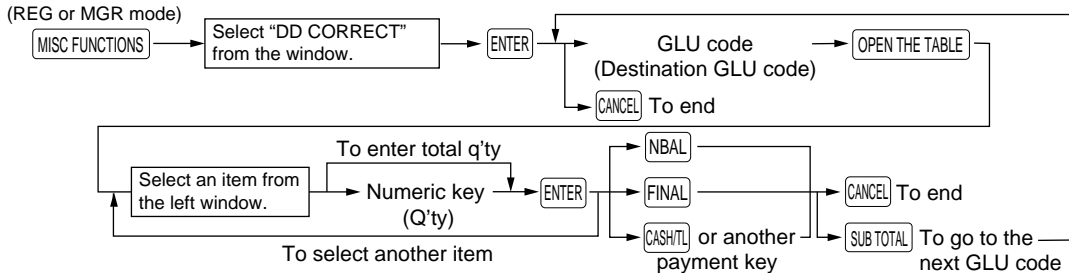 (REG or MGR mode)
MISC FUNCTIONS
Select “DD CORRECT”
from the window.
ENTER
GLU code
(Destination GLU code)
OPEN THE TABLE
CANCEL To end
To enter total q’ty
Select an item from
the left window.
Numeric key
(Q’ty)
ENTER
To select another item
NBAL
FINAL
CASH/TL or another
payment key
CANCEL To end
SUB TOTAL To go to the
next GLU code